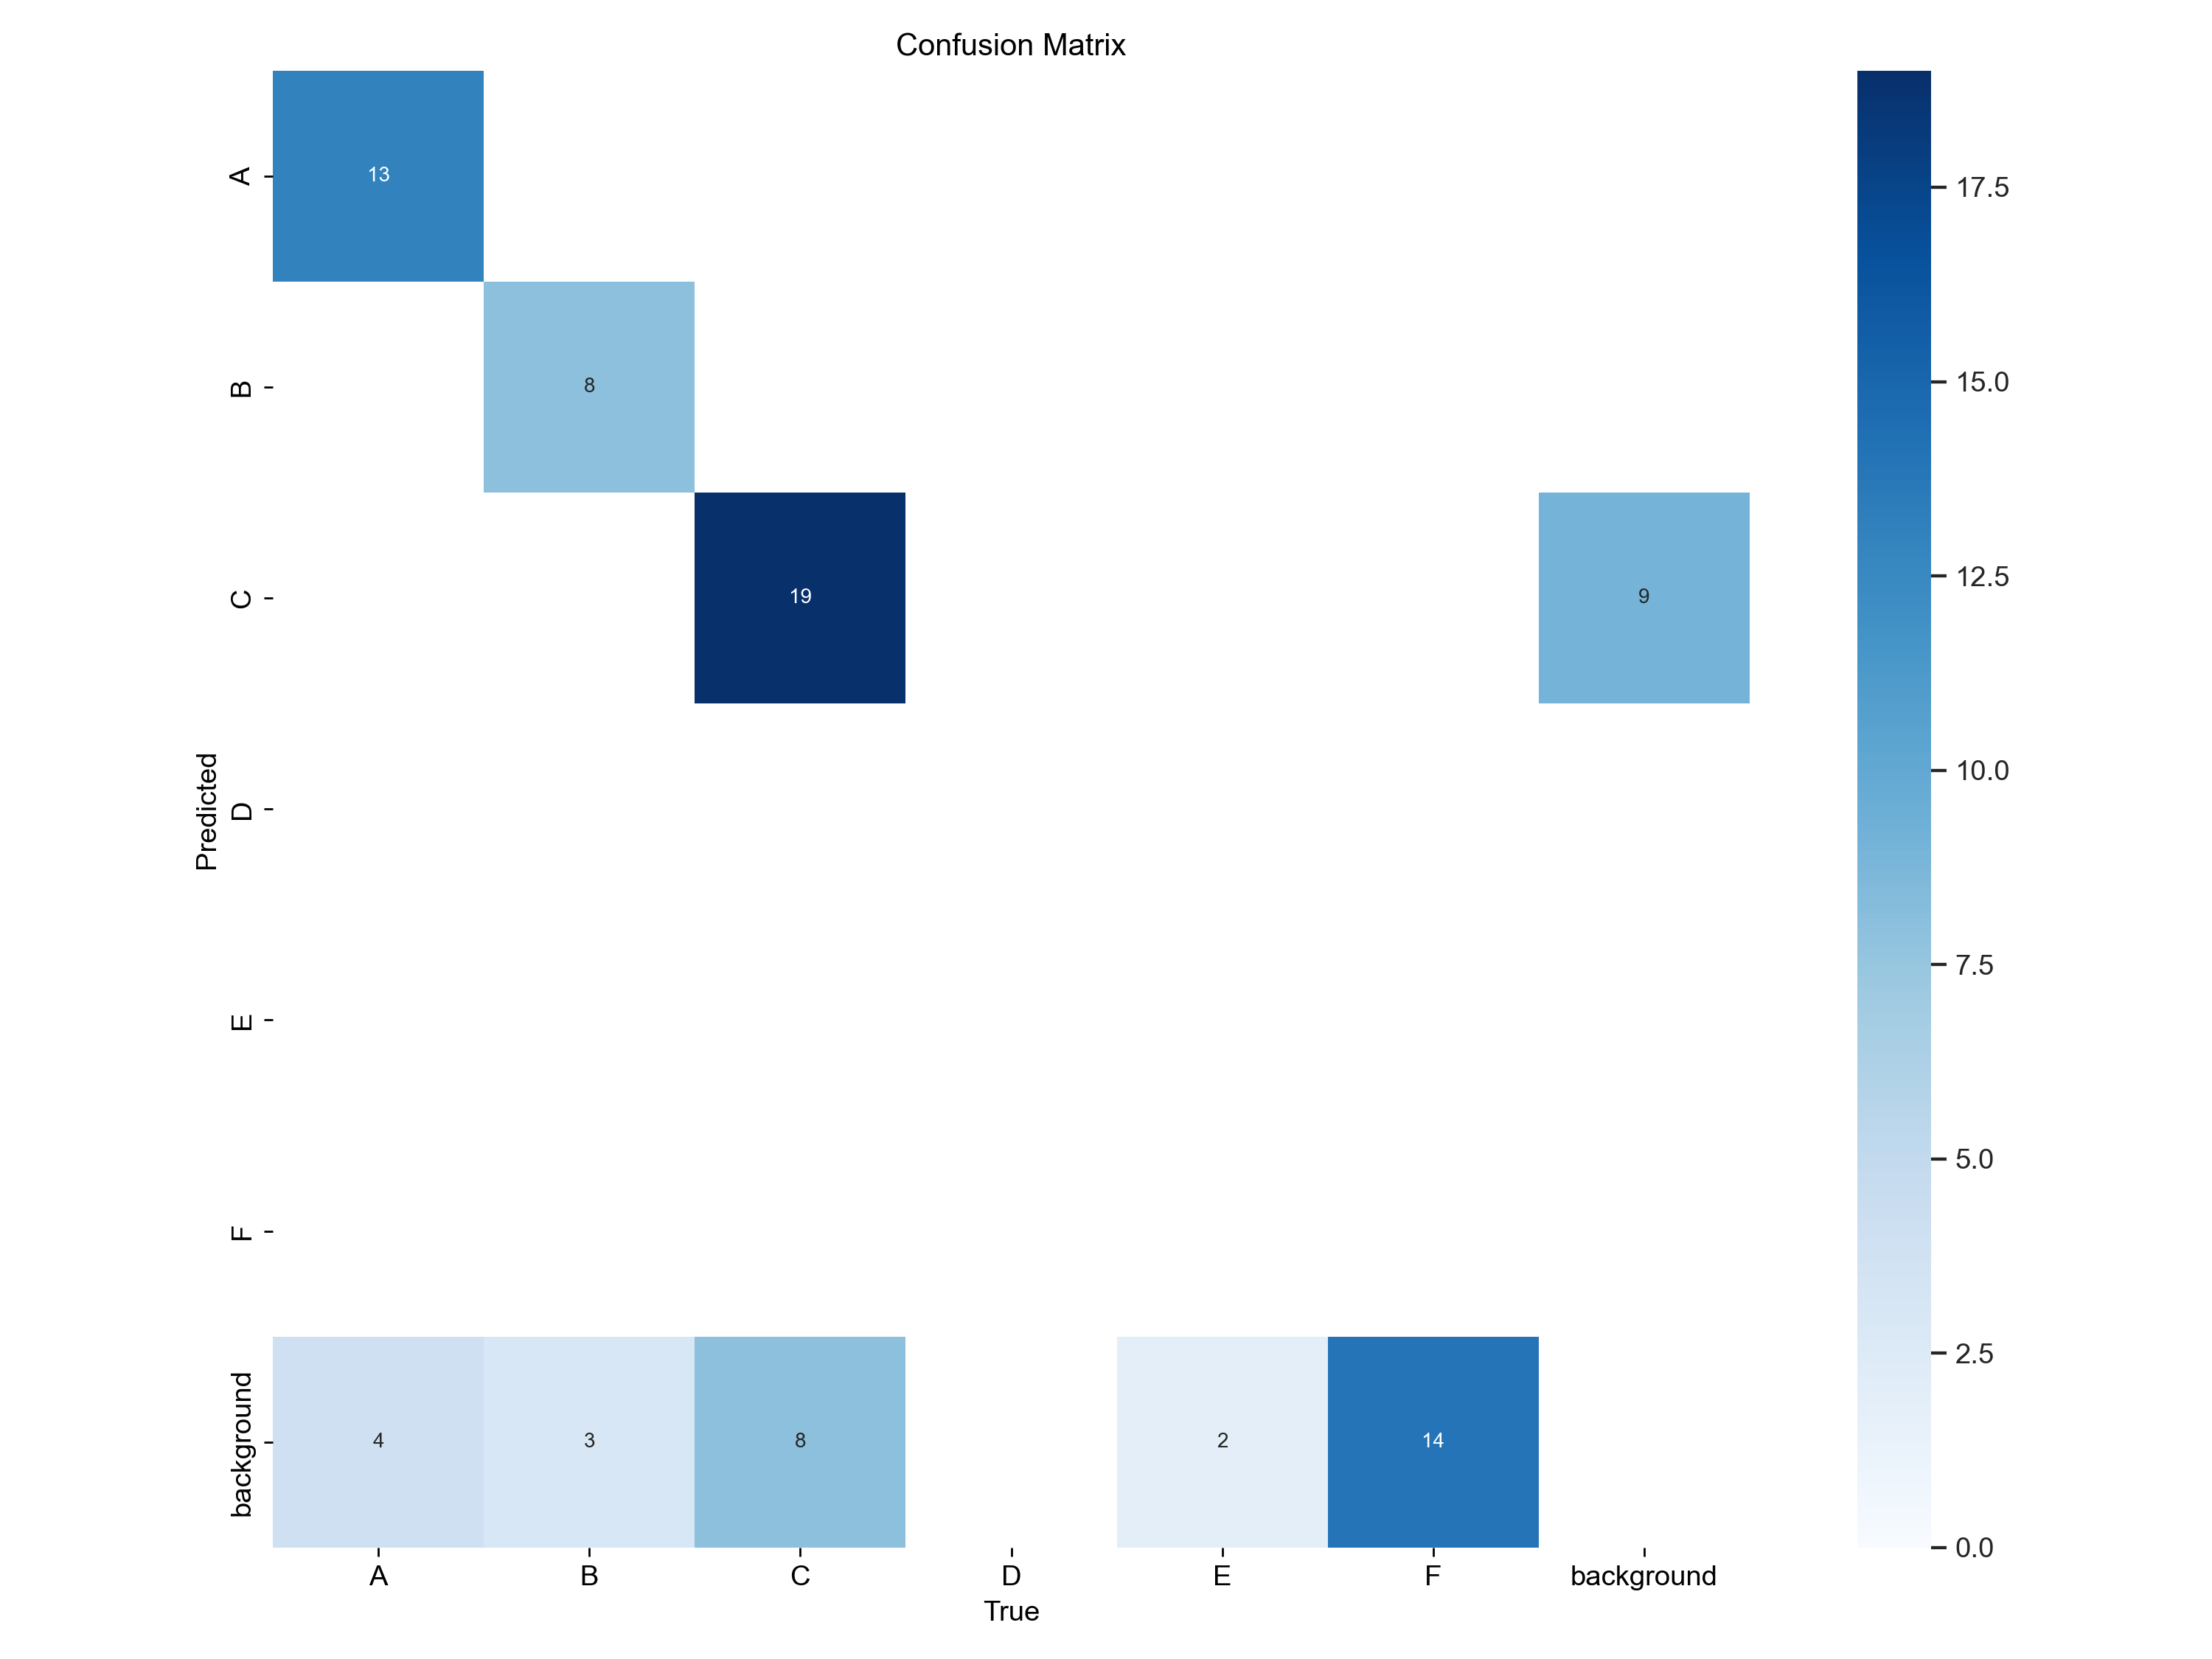 Confusion Matrix
A
13
B
8
C
19
9
D
E
F
background
4
3
8
2
14
Predicted
A
B
C
D
E
F
background
True
17.5
15.0
12.5
10.0
7.5
5.0
2.5
0.0